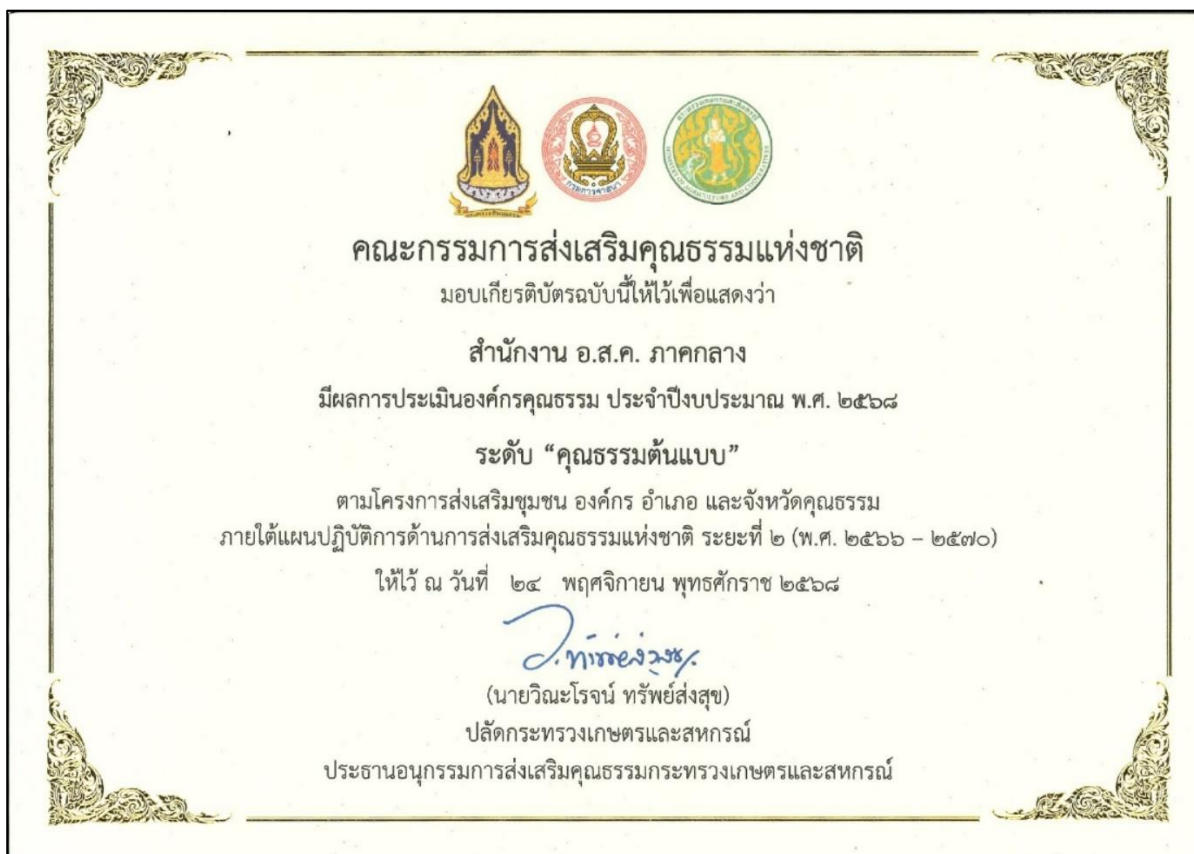 กรมการศาสนา
คณะกรรมการส่งเสริมคุณธรรมแห่งชาติ
มอบเกียรติบัตรฉบับนี้ให้ไว้เพื่อแสดงว่า
สำนักงาน อ.ส.ค. ภาคกลาง
มีผลการประเมินองค์กรคุณธรรม ประจำปีงบประมาณ พ.ศ. ๒๕๖๘
ระดับ “คุณธรรมต้นแบบ”
ตามโครงการส่งเสริมชุมชน องค์กร อำเภอ และจังหวัดคุณธรรม
ภายใต้แผนปฏิบัติการด้านการส่งเสริมคุณธรรมแห่งชาติ ระยะที่ ๒ (พ.ศ. ๒๕๖๖ – ๒๕๗๐)
ให้ไว้ ณ วันที่ ๒๔ พฤศจิกายน พุทธศักราช ๒๕๖๘
(นายวิณะโรจน์ ทรัพย์ส่งสุข)
ปลัดกระทรวงเกษตรและสหกรณ์
ประธานอนุกรรมการส่งเสริมคุณธรรมกระทรวงเกษตรและสหกรณ์